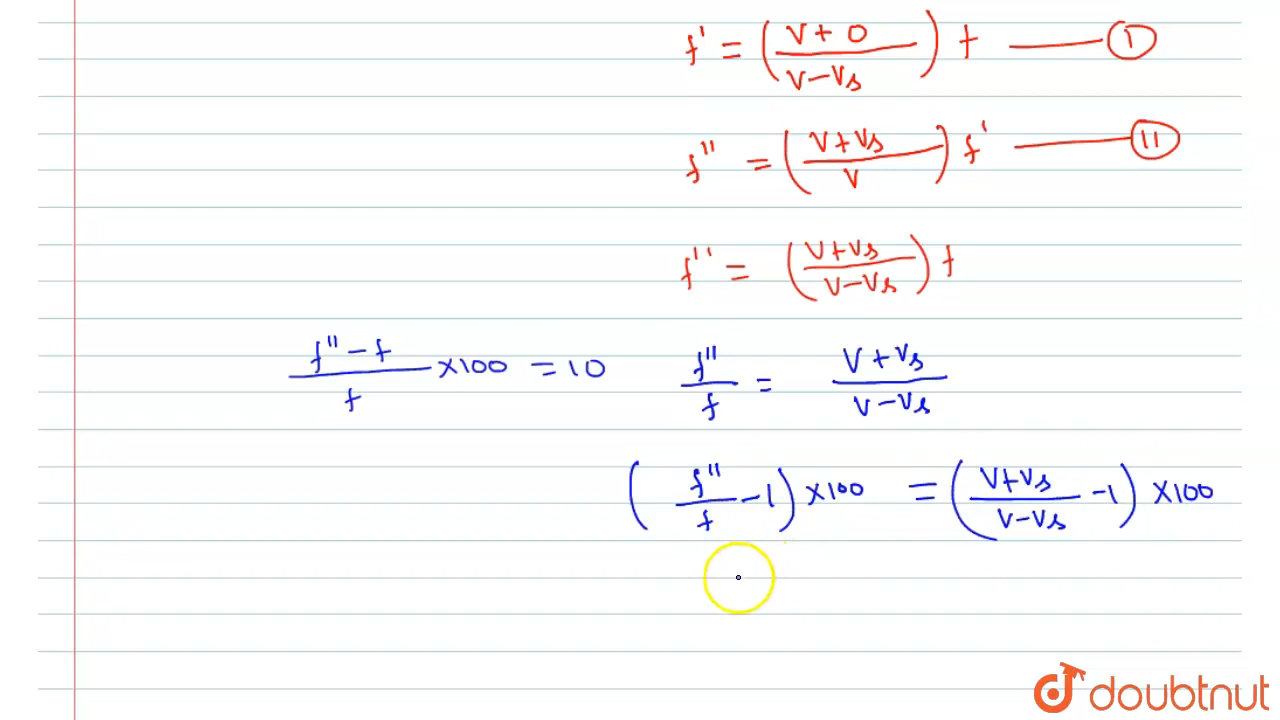 f' = (V + 0 / V - Vs) f —— I
f'' = (V + Vs / V) f' —— II
f'' = (V + Vs / V - Vs) f
f'' - f / f × 100 = 10    f'' / f = V + Vs / V - Vs
(f'' / f - 1) × 100 = (V + Vs / V - Vs - 1) × 100
doubtnut